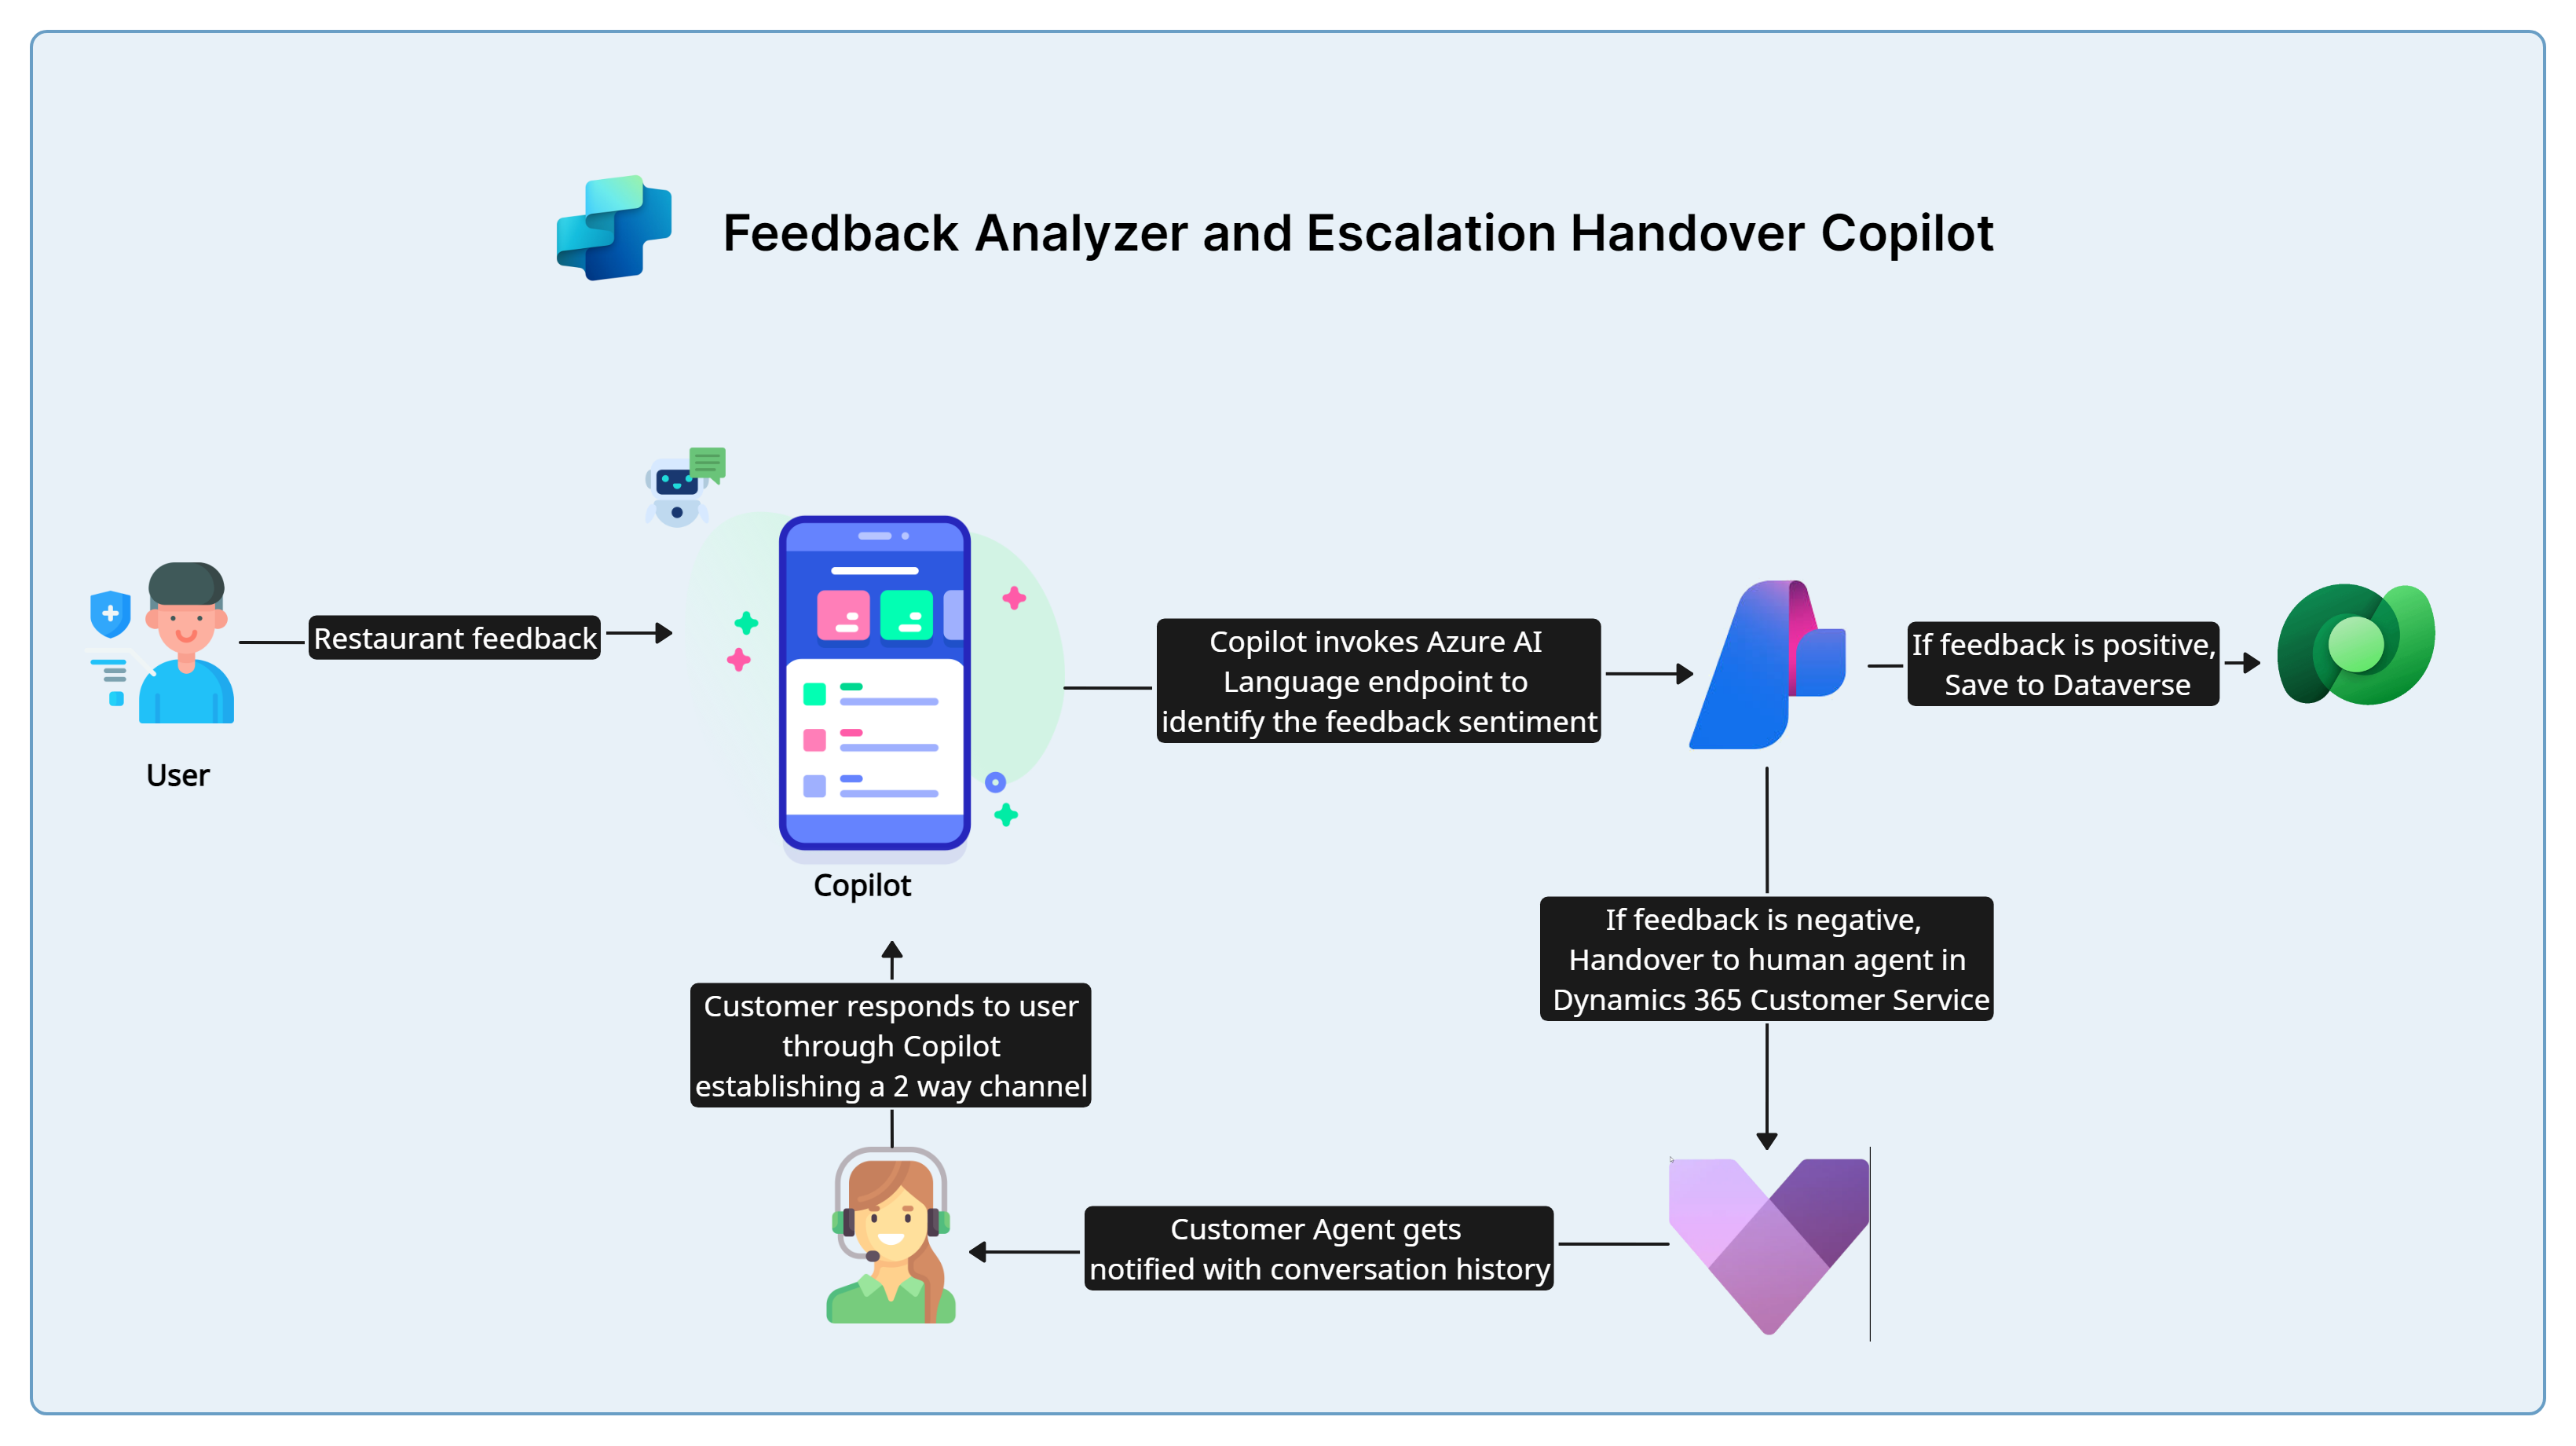 Feedback Analyzer and Escalation Handover Copilot
Restaurant feedback
User
Copilot
Copilot invokes Azure AI
Language endpoint to
identify the feedback sentiment
If feedback is positive,
Save to Dataverse
If feedback is negative,
Handover to human agent in
Dynamics 365 Customer Service
Customer Agent gets
notified with conversation history
Customer responds to user
through Copilot
establishing a 2 way channel